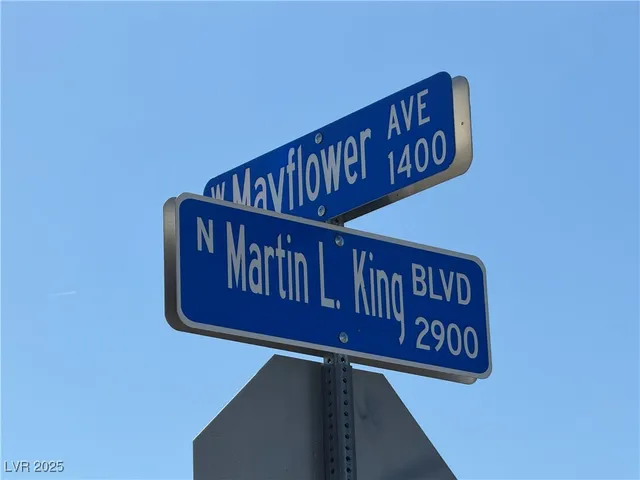 W Mayflower AVE
1400
N Martin L. King BLVD
2900
LVR 2025